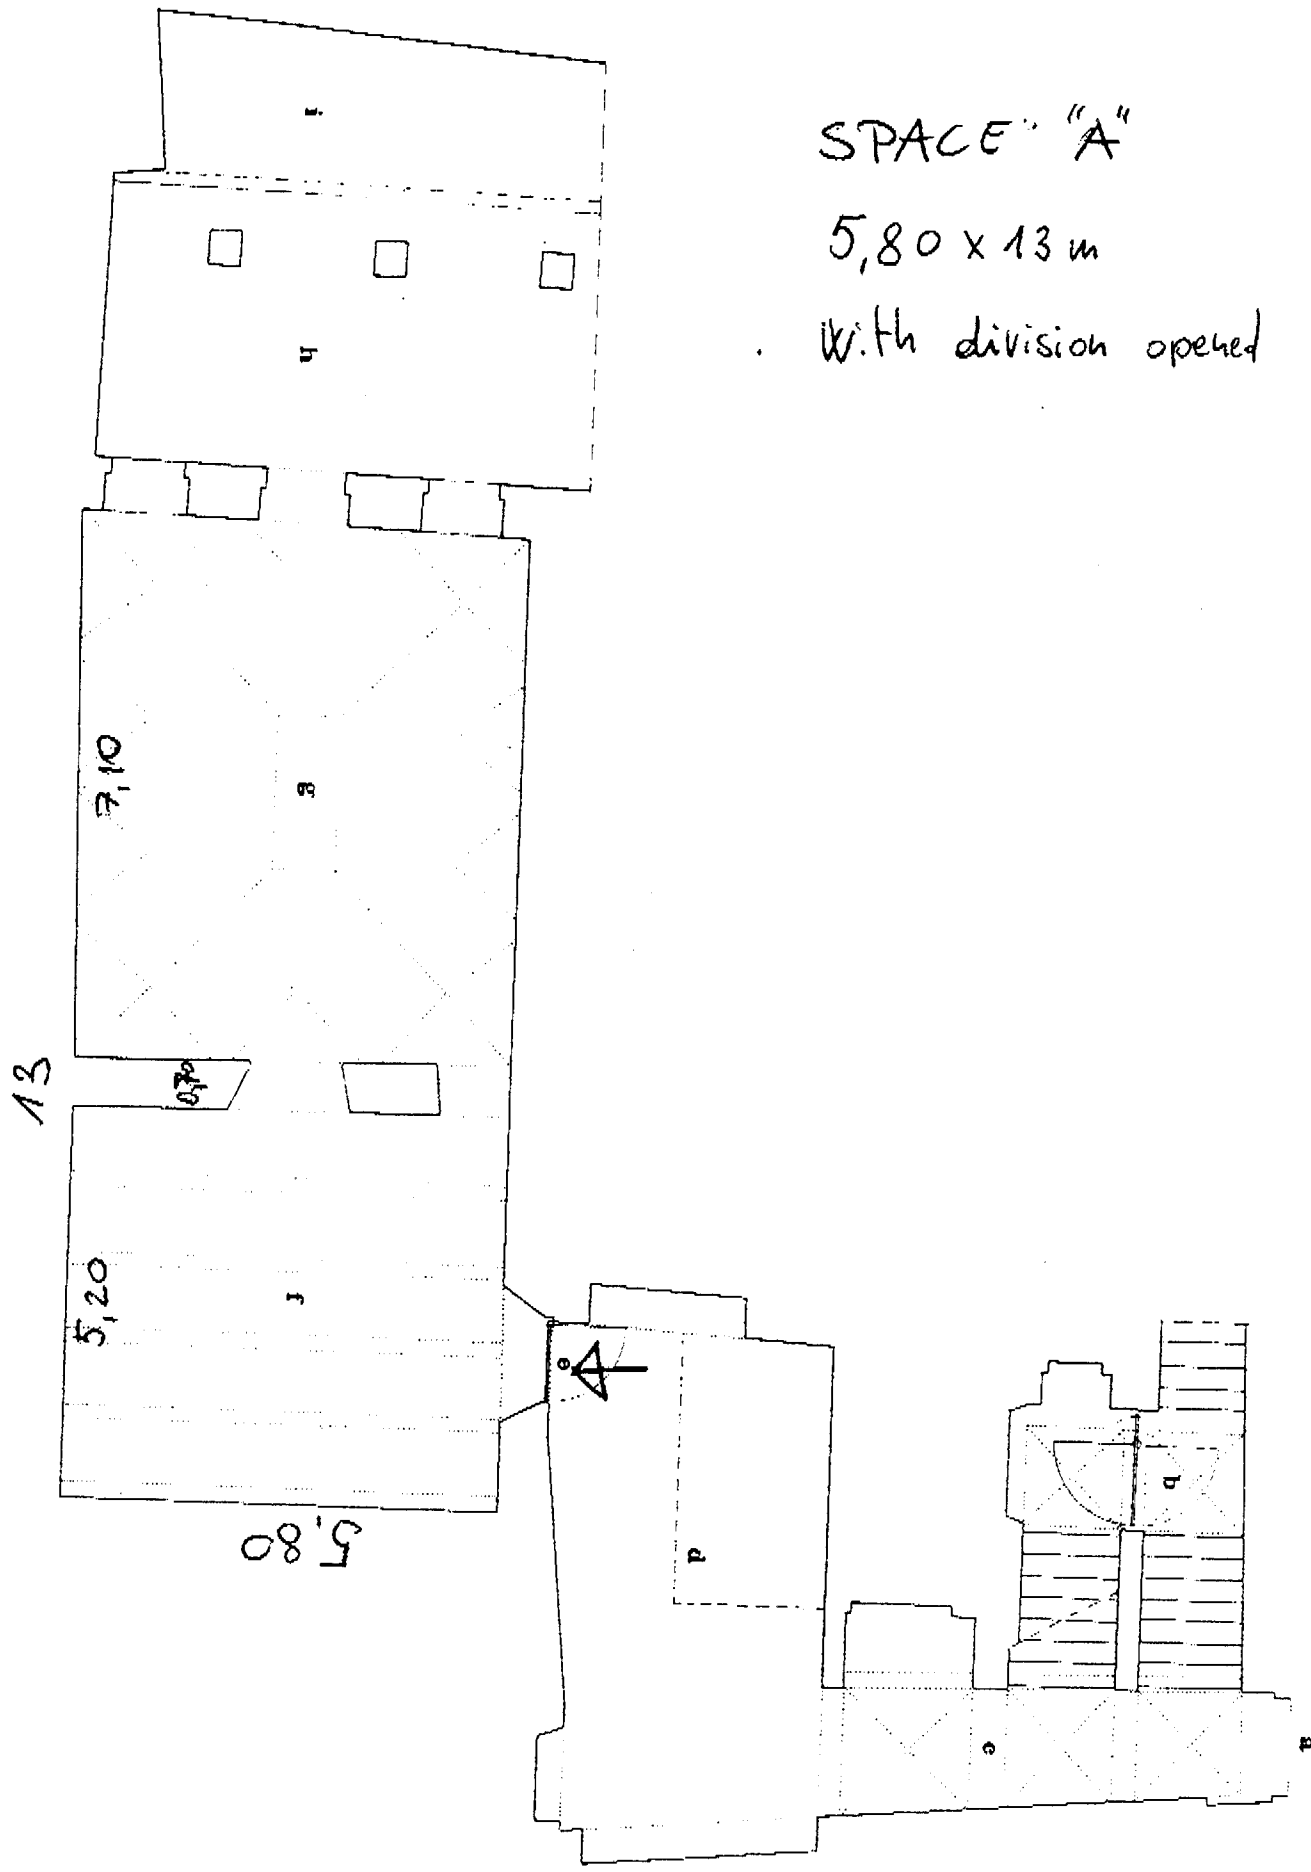 SPACE "A"
5,80 x 13 m
With division opened
i
h
7,10
g
13
0,70
5,20
f
e
5,80
d
b
c
a